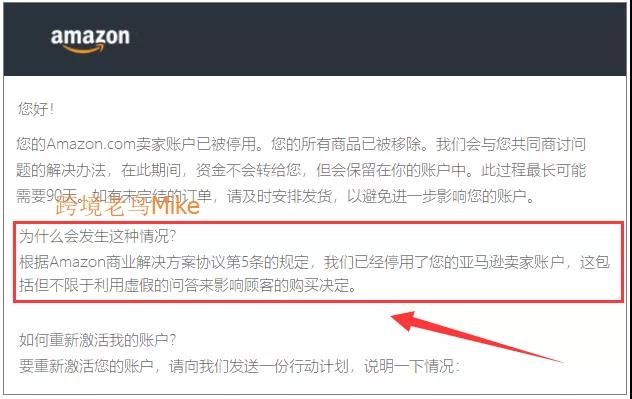 amazon
您好！
您的Amazon.com卖家账户已被停用。您的所有商品已被移除。我们会与您共同商讨问
题的解决办法，在此期间，资金不会转给您，但会保留在你的账户中。此过程最长可能
需要90天。如有未完结的订单，请及时安排发货，以避免进一步影响您的账户。
跨境老鸟Mike
为什么会发生这种情况？
根据Amazon商业解决方案协议第5条的规定，我们已经停用了您的亚马逊卖家账户，这包
括但不限于利用虚假的问答来影响顾客的购买决定。
如何重新激活我的账户？
要重新激活您的账户，请向我们发送一份行动计划，说明一下情况：